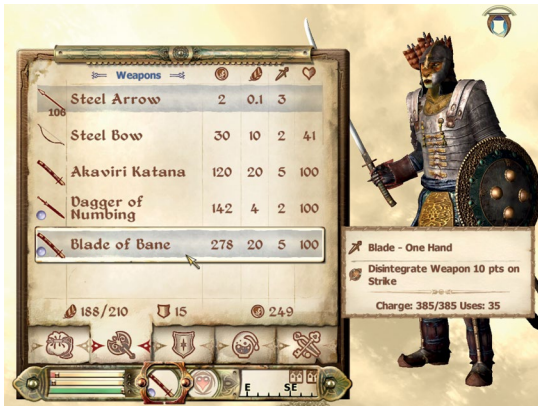 Weapons
Steel Arrow 2 0.1 3
106
Steel Bow 30 10 2 41
Akaviri Katana 120 20 5 100
Dagger of
Numbing 142 4 2 100
Blade of Bane 278 20 5 100
Blade - One Hand
Disintegrate Weapon 10 pts on
Strike
Charge: 385/385 Uses: 35
188/210 15 249
E SE